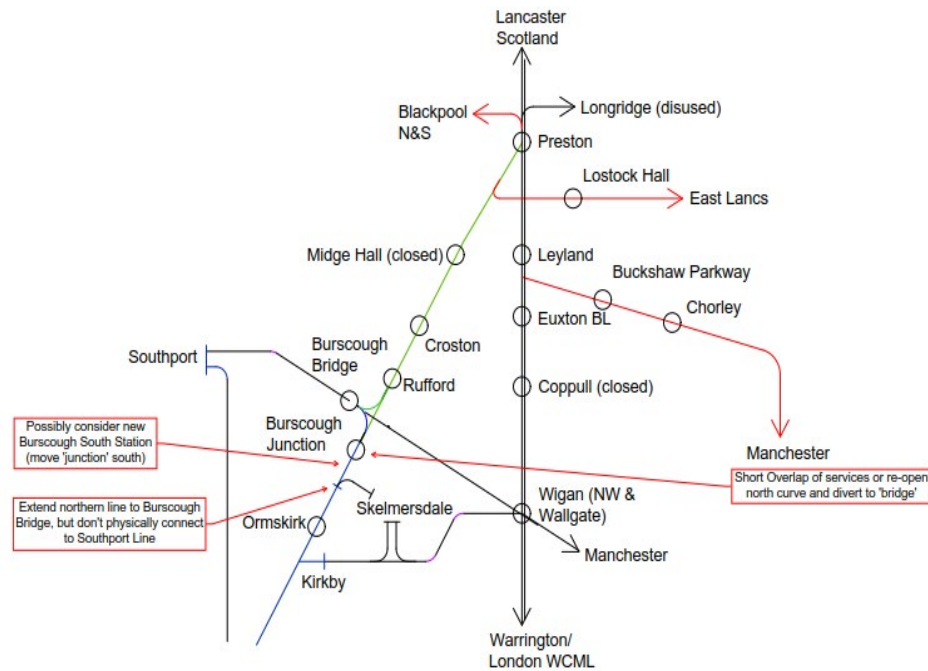 Lancaster
Scotland
Blackpool
N&S
Longridge (disused)
Preston
Lostock Hall
East Lancs
Midge Hall (closed)
Leyland
Buckshaw Parkway
Chorley
Euxton BL
Croston
Burscough
Bridge
Southport
Rufford
Coppull (closed)
Possibly consider new
Burscough South Station
(move 'junction' south)
Burscough
Junction
Manchester
Short Overlap of services or re-open
north curve and divert to 'bridge'
Extend northern line to Burscough
Bridge, but don't physically connect
to Southport Line
Skelmersdale
Wigan (NW &
Wallgate)
Ormskirk
Manchester
Kirkby
Warrington/
London WCML